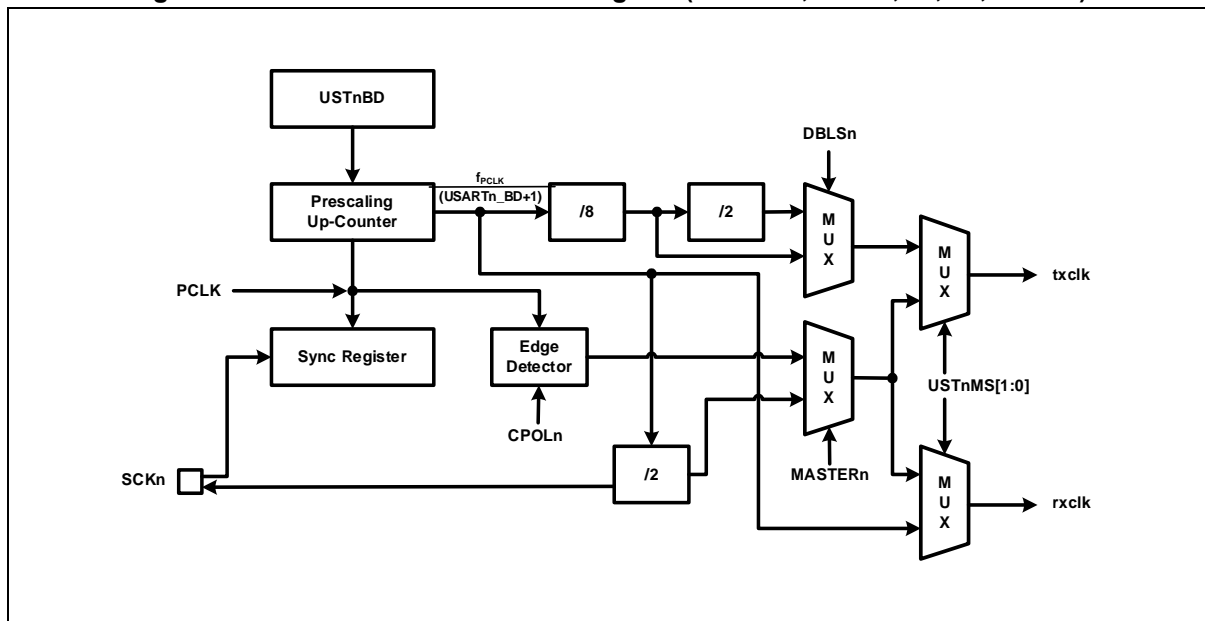 USTnBD
DBLSn
Prescaling
Up-Counter
fPCLK
(USARTn_BD+1)
/8
/2
M
U
X
M
U
X
txclk
PCLK
Sync Register
Edge
Detector
M
U
X
USTnMS[1:0]
CPOLn
SCKn
/2
MASTERn
M
U
X
rxclk